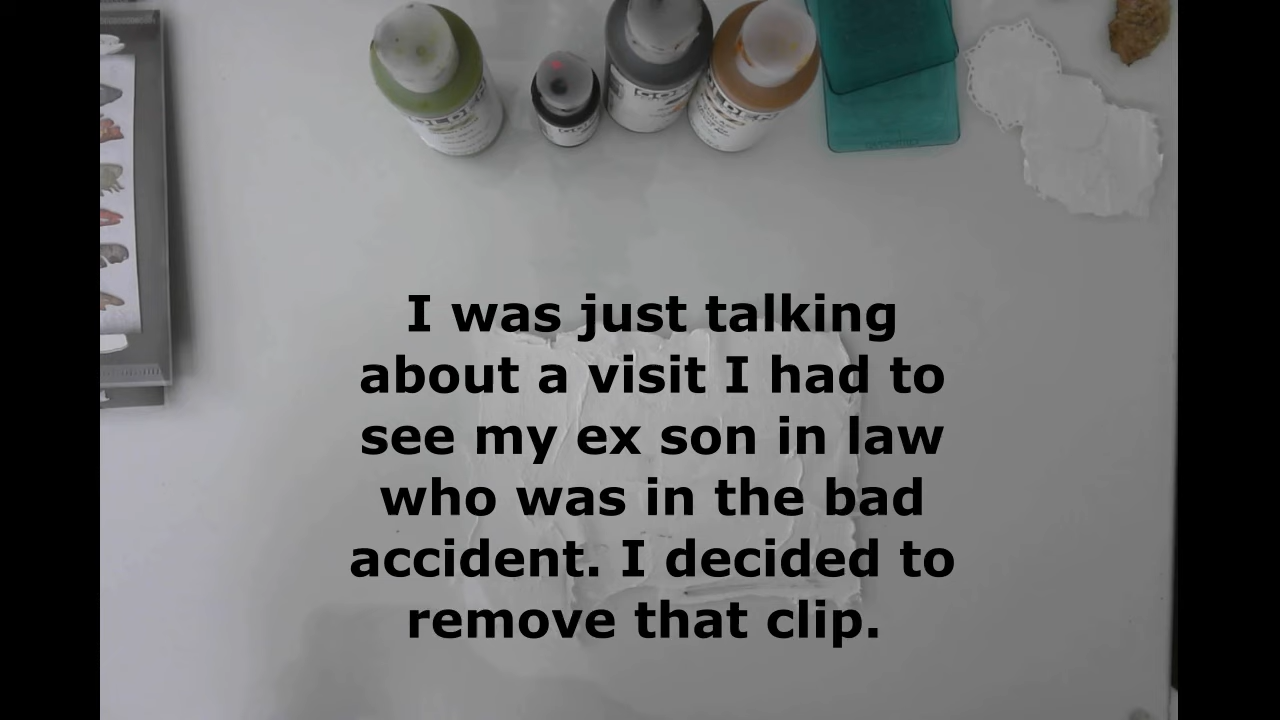 I was just talking
about a visit I had to
see my ex son in law
who was in the bad
accident. I decided to
remove that clip.